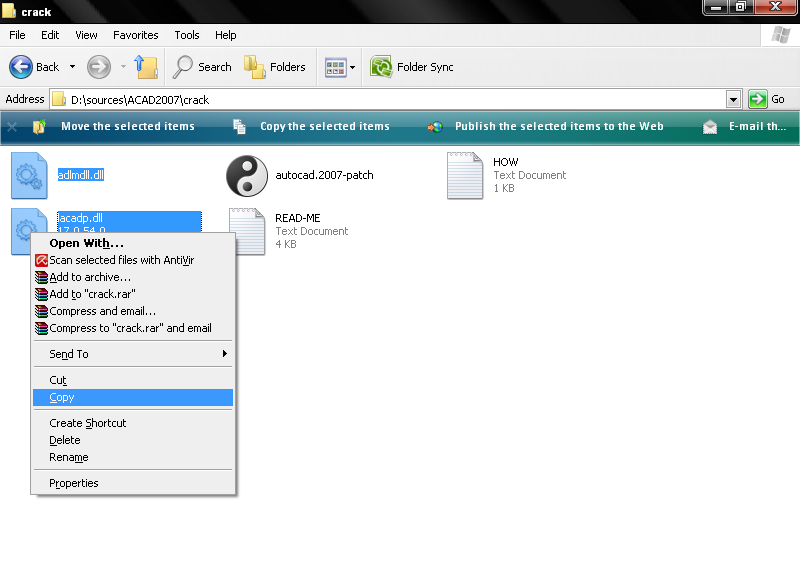 crack
File Edit View Favorites Tools Help
Back Search Folders Folder Sync
Address D:\sources\ACAD2007\crack Go
Move the selected items Copy the selected items Publish the selected items to the Web E-mail th...
adlmdll.dll
autocad.2007-patch
HOW
Text Document
1 KB
lacadp.dll
17.0.54.0
READ-ME
Text Document
4 KB
Open With...
Scan selected files with AntiVir
Add to archive...
Add to "crack.rar"
Compress and email...
Compress to "crack.rar" and email
Send To
Cut
Copy
Create Shortcut
Delete
Rename
Properties